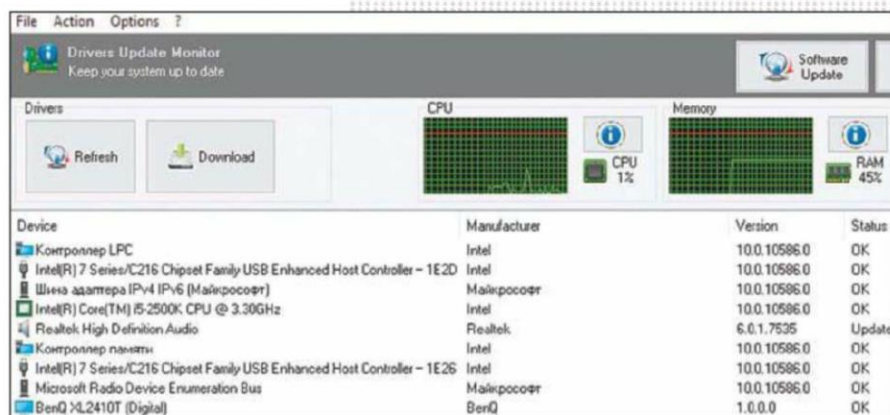 File Action Options ?
Drivers Update Monitor
Keep your system up to date
Software
Update
Drivers
CPU
Memory
Refresh
Download
CPU
1%
RAM
45%
Device Manufacturer Version Status
Контроллер LPC Intel 10.0.10586.0 OK
Intel(R) 7 Series/C216 Chipset Family USB Enhanced Host Controller – 1E2D Intel 10.0.10586.0 OK
Шина адаптера IPv4 IPv6 (Майкрософт) Майкрософт 10.0.10586.0 OK
Intel(R) Core(TM) i5-2500K CPU @ 3.30GHz Intel 10.0.10586.0 OK
Realtek High Definition Audio Realtek 6.0.1.7535 Update
Контроллер памяти Intel 10.0.10586.0 OK
Intel(R) 7 Series/C216 Chipset Family USB Enhanced Host Controller – 1E26 Intel 10.0.10586.0 OK
Microsoft Radio Device Enumeration Bus Майкрософт 10.0.10586.0 OK
BenQ XL2410T (Digital) BenQ 1.0.0.0 OK